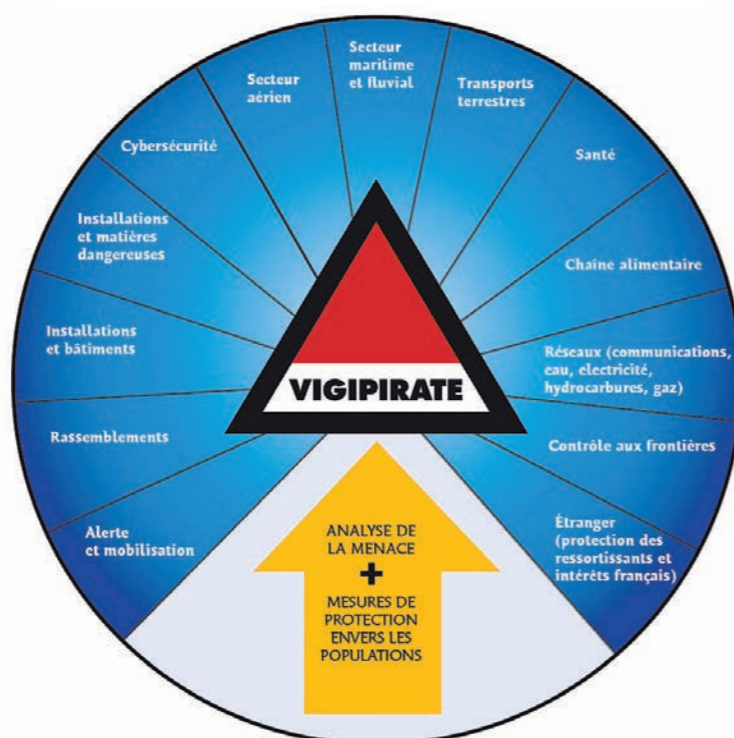 Alerte
et mobilisation
Rassemblements
Installations
et bâtiments
Installations
et matières
dangereuses
Cybersécurité
Secteur
aérien
Secteur
maritime
et fluvial
Transports
terrestres
Santé
Chaîne alimentaire
Réseaux (communications,
eau, electricité,
hydrocarbures, gaz)
Contrôle aux frontières
Étranger
(protection des
ressortissants et
intérêts français)
VIGIPIRATE
ANALYSE DE
LA MENACE
+
MESURES DE
PROTECTION
ENVERS LES
POPULATIONS